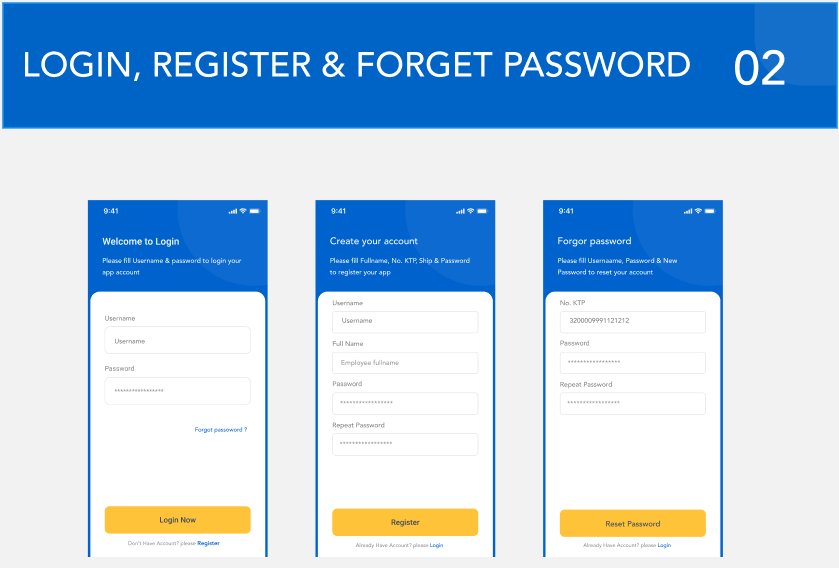 LOGIN, REGISTER & FORGET PASSWORD 02
9:41
Welcome to Login
Please fill Username & password to login your
app account
Username
Username
Password
*****************
Forgot passoword ?
Login Now
Don't Have Account? please Register
9:41
Create your account
Please fill Fullname, No. KTP, Ship & Password
to register your app
Username
Username
Full Name
Employee fullname
Password
*****************
Repeat Password
*****************
Register
Already Have Account? please Login
9:41
Forgor password
Please fill Usernaame, Password & New
Password to reset your account
No. KTP
3200009991121212
Password
*****************
Repeat Password
*****************
Reset Password
Already Have Account? please Login